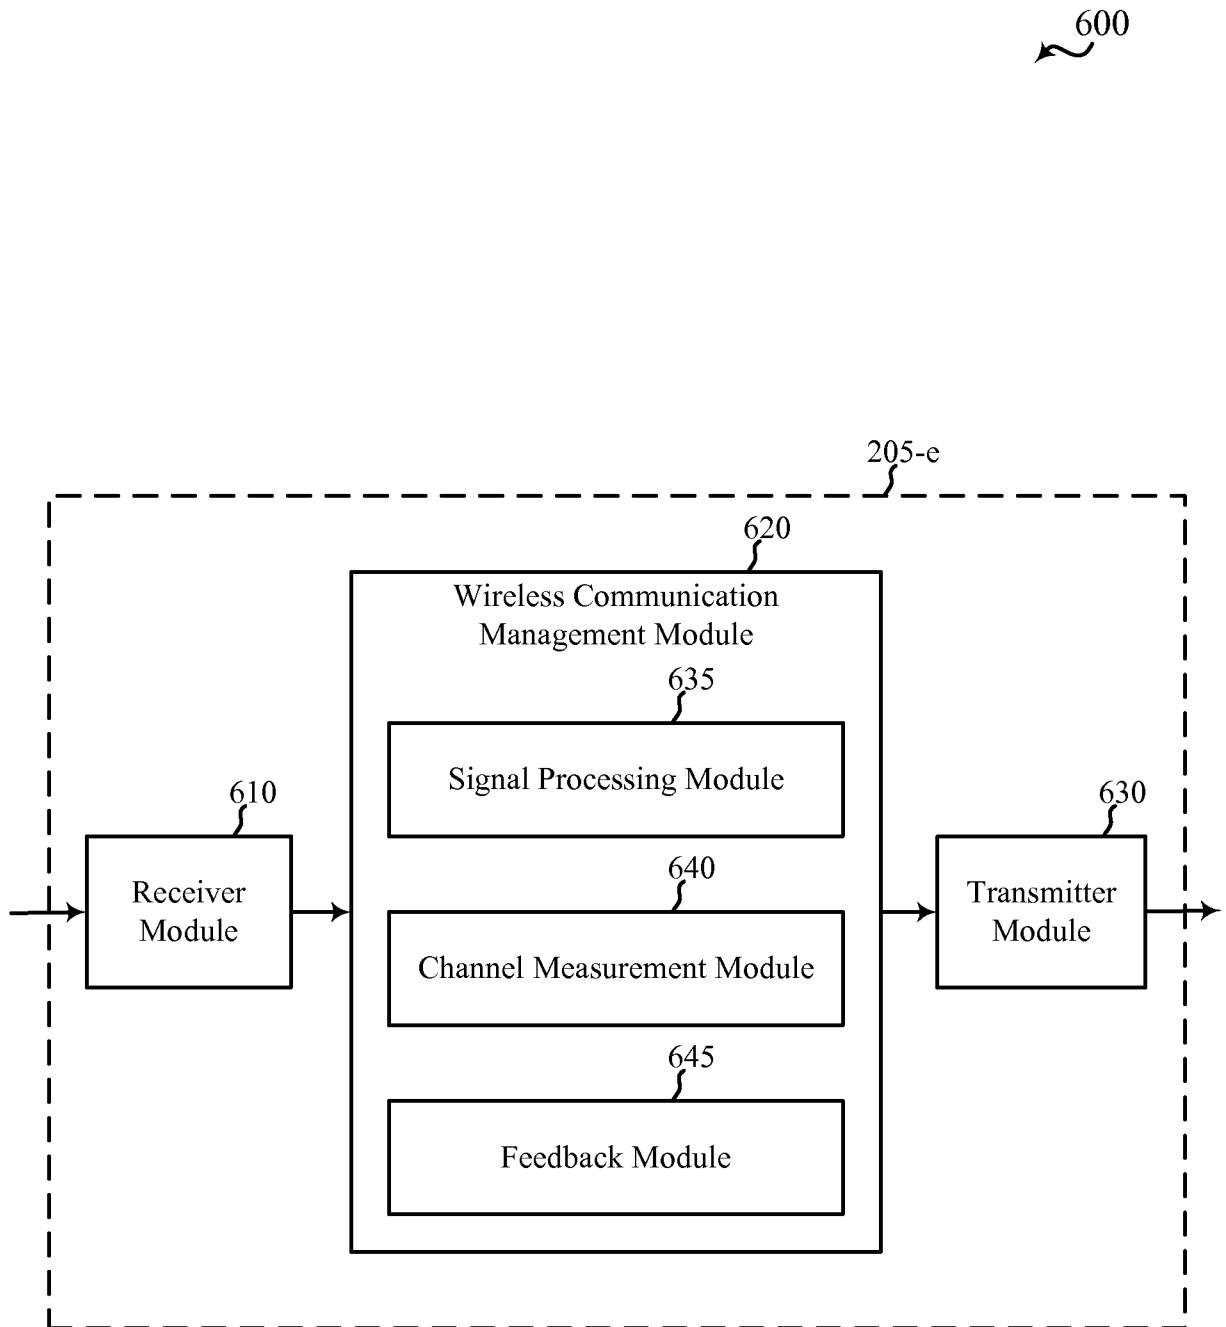 600
205-e
620
Wireless Communication
Management Module
635
Signal Processing Module
610
Receiver
Module
640
Channel Measurement Module
630
Transmitter
Module
645
Feedback Module